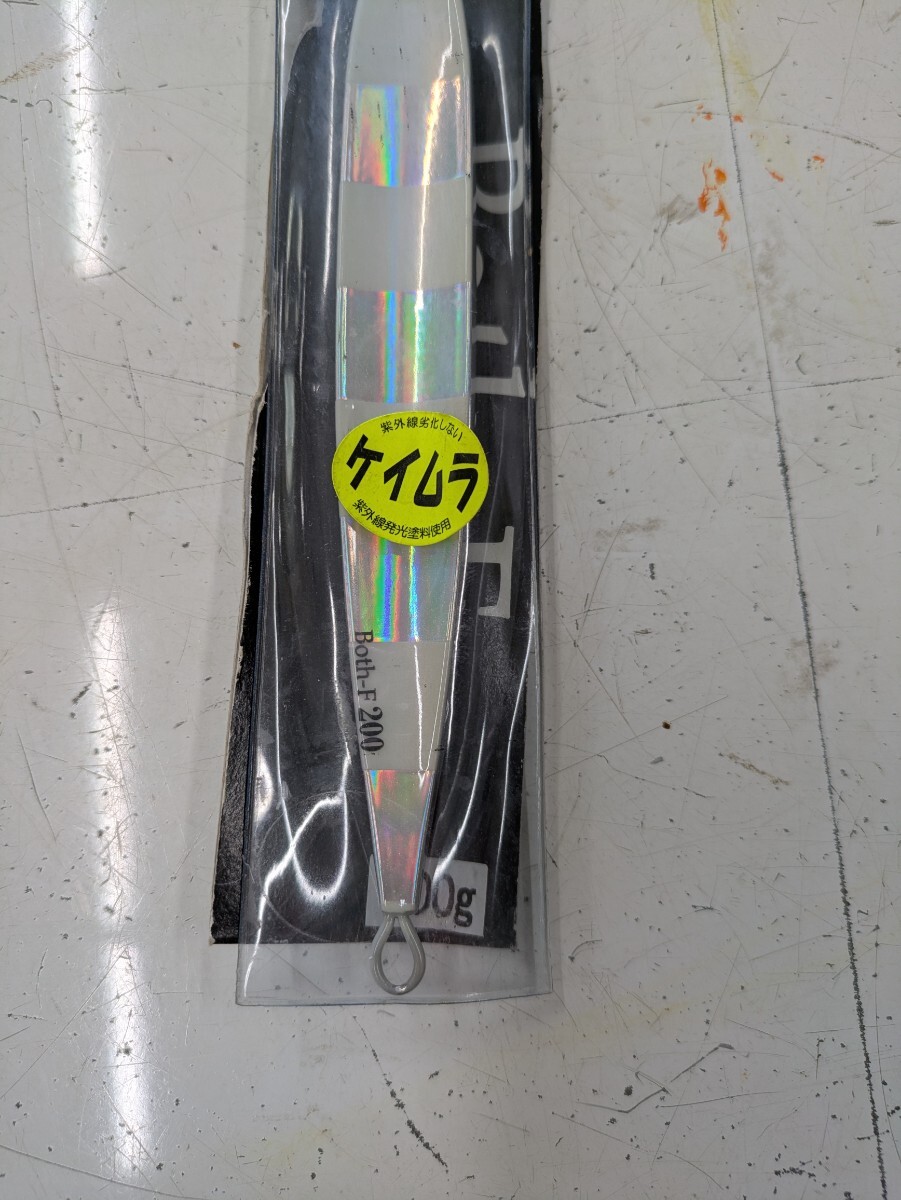 紫外線劣化しない
ケイムラ
紫外線発光塗料使用
Both-F 200
00g